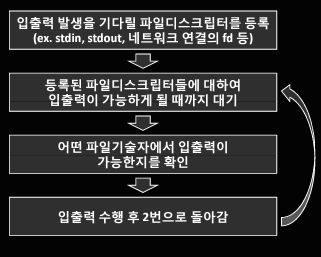 입출력 발생을 기다릴 파일디스크립터를 등록
(ex. stdin, stdout, 네트워크 연결의 fd 등)
등록된 파일디스크립터들에 대하여
입출력이 가능하게 될 때까지 대기
어떤 파일기술자에서 입출력이
가능한지를 확인
입출력 수행 후 2번으로 돌아감